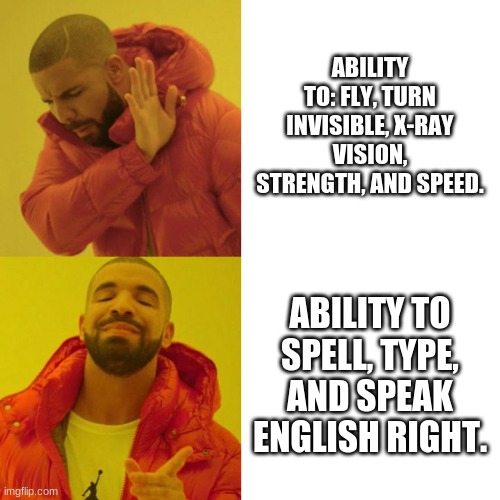 ABILITY
TO: FLY, TURN
INVISIBLE, X-RAY
VISION,
STRENGTH, AND SPEED.
ABILITY TO
SPELL, TYPE,
AND SPEAK
ENGLISH RIGHT.
imgflip.com